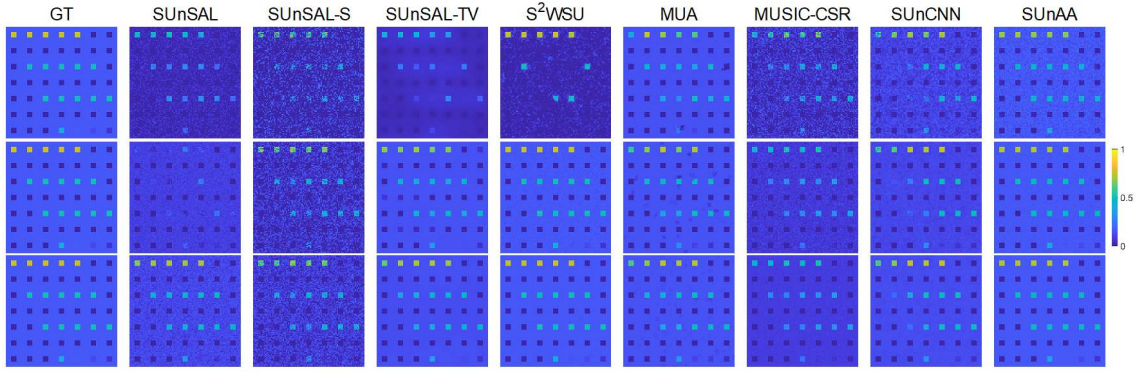 GT SUnSAL SUnSAL-S SUnSAL-TV S²WSU MUA MUSIC-CSR SUnCNN SUnAA
1
0.5
0